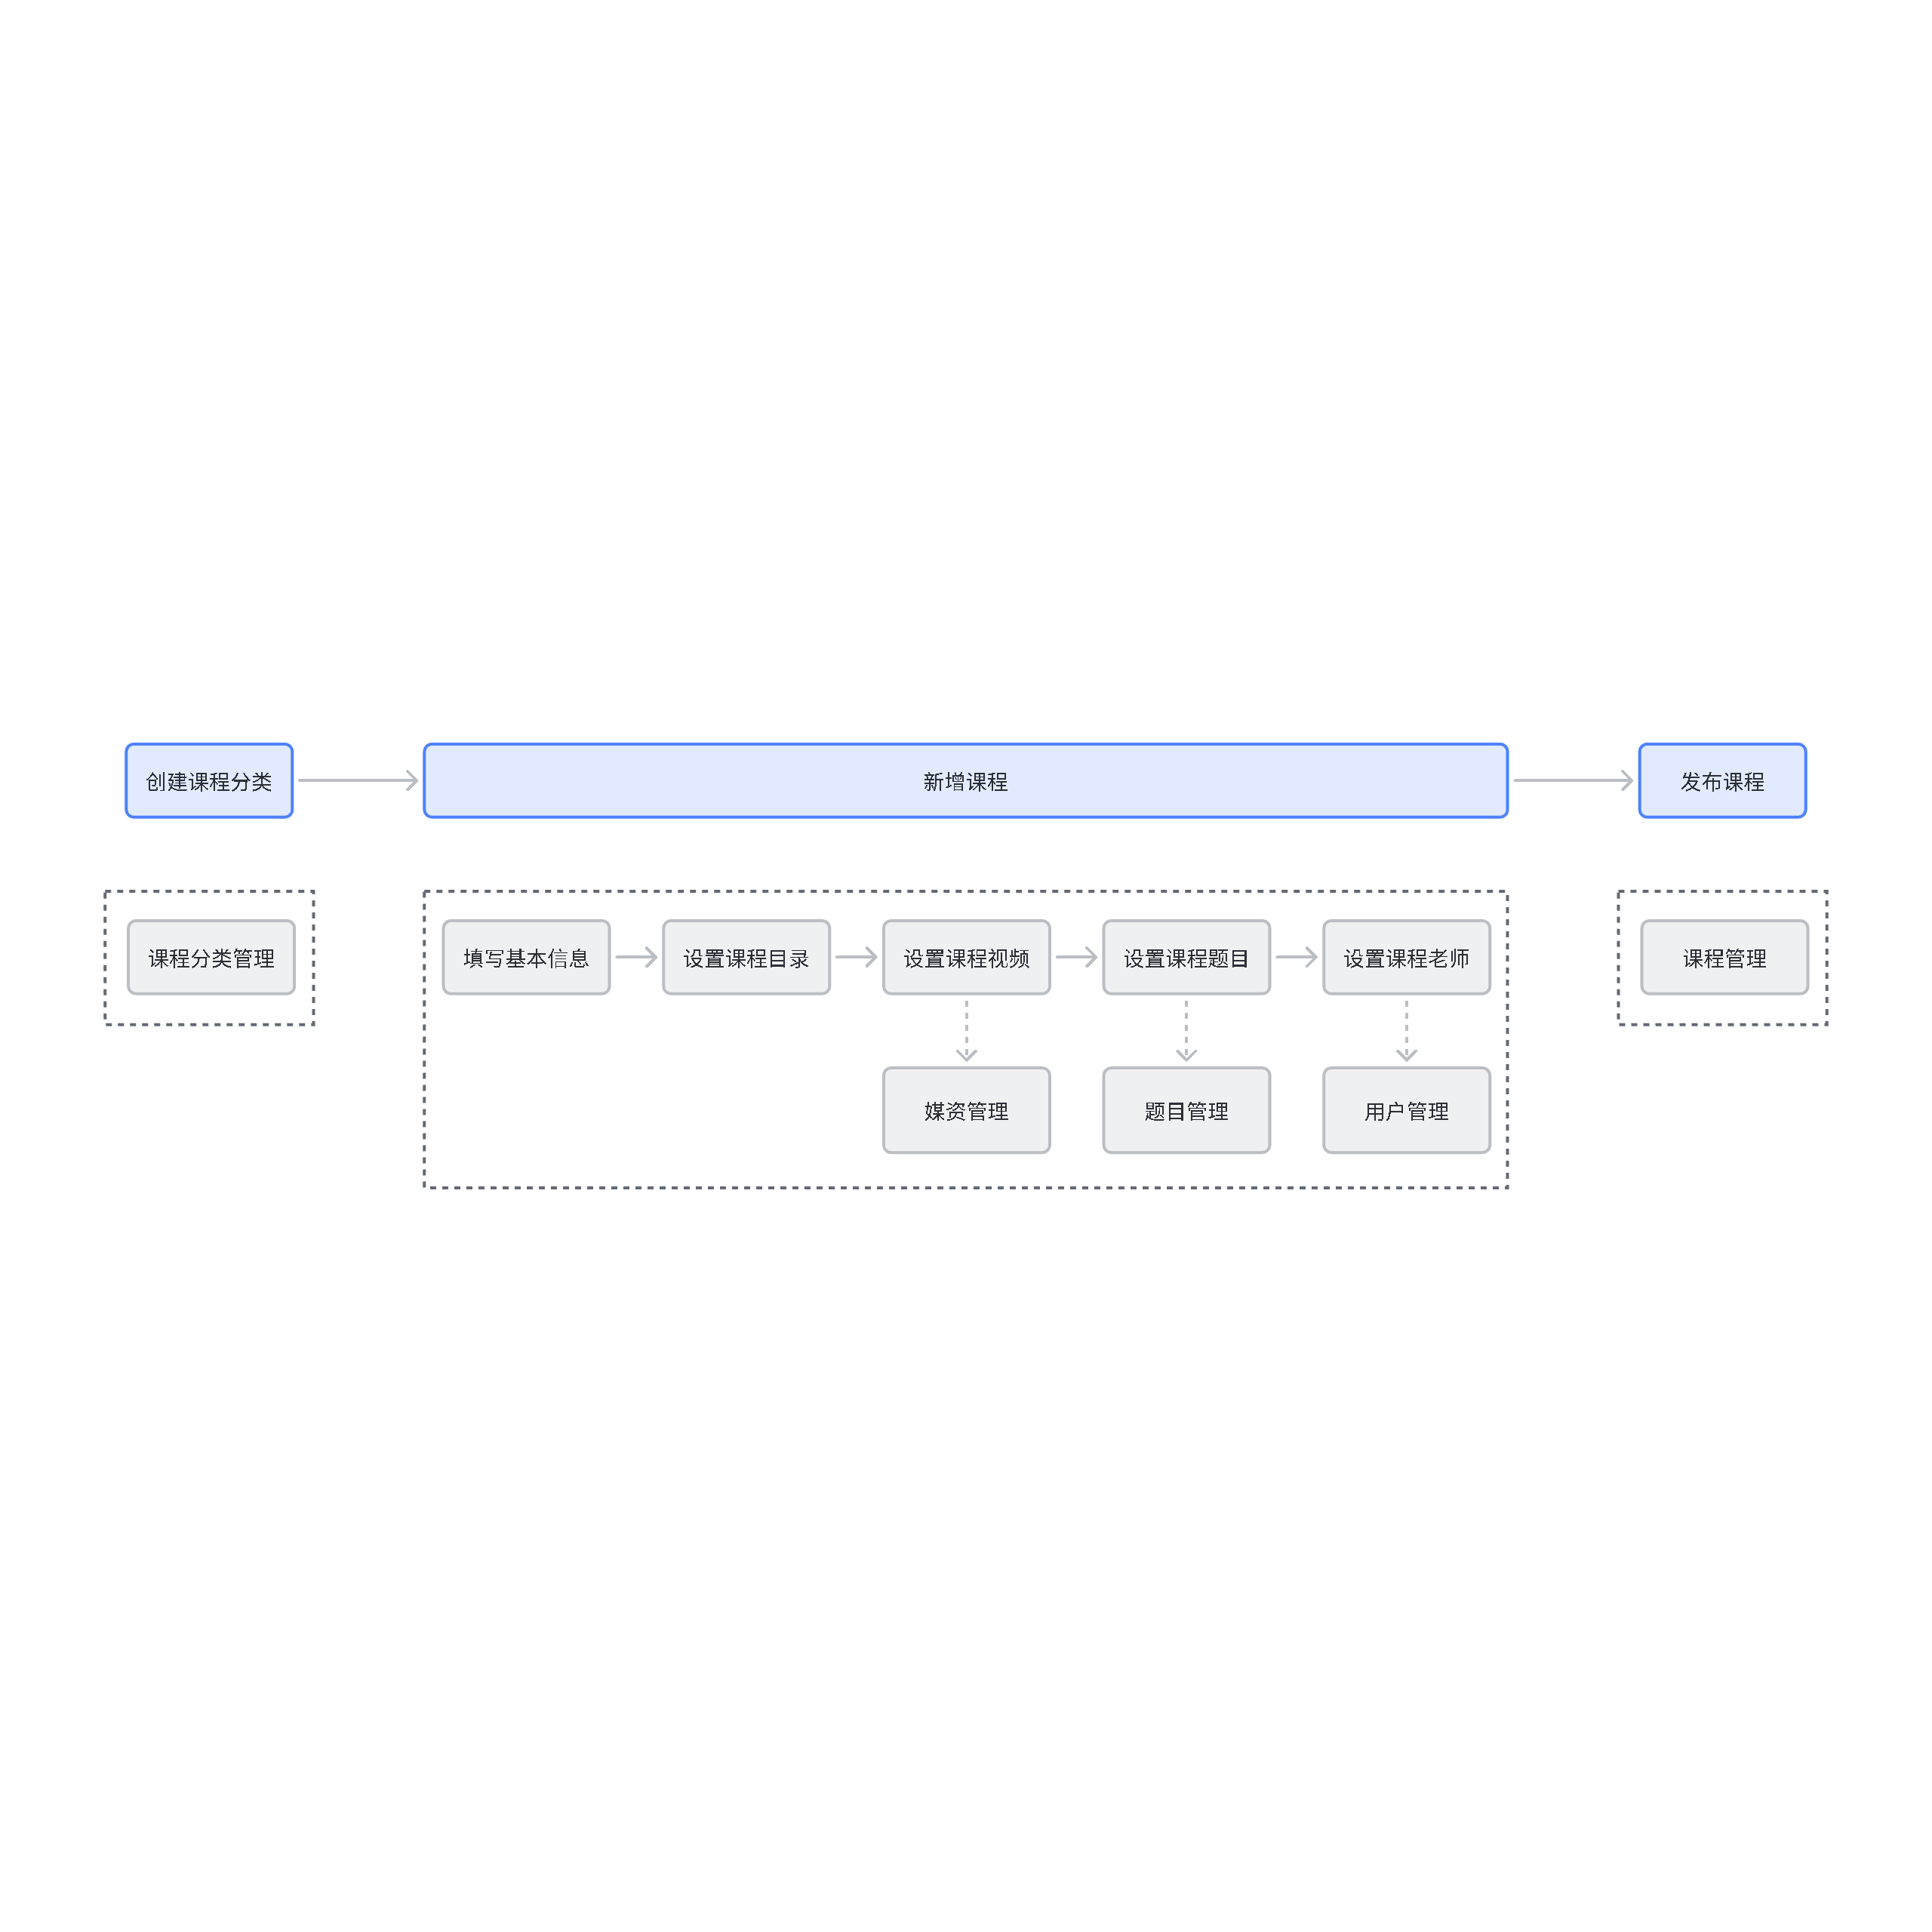 创建课程分类
新增课程
发布课程
课程分类管理
填写基本信息
设置课程目录
设置课程视频
设置课程题目
设置课程老师
课程管理
媒资管理
题目管理
用户管理